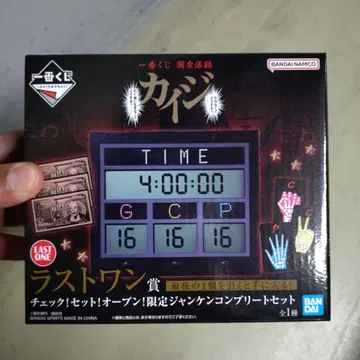 一番くじ 賭博黙示録
BANDAI NAMCO
一番くじ
カイジ
TIME
4:00:00
G C P
16 16 16
G
C
P
LAST ONE
ラストワン賞
最後の1個を引くと手に入る!
チェック!セット!オープン!限定ジャンケンコンプリートセット
全1種
BANDAI SPIRITS MADE IN CHINA
BANDAI